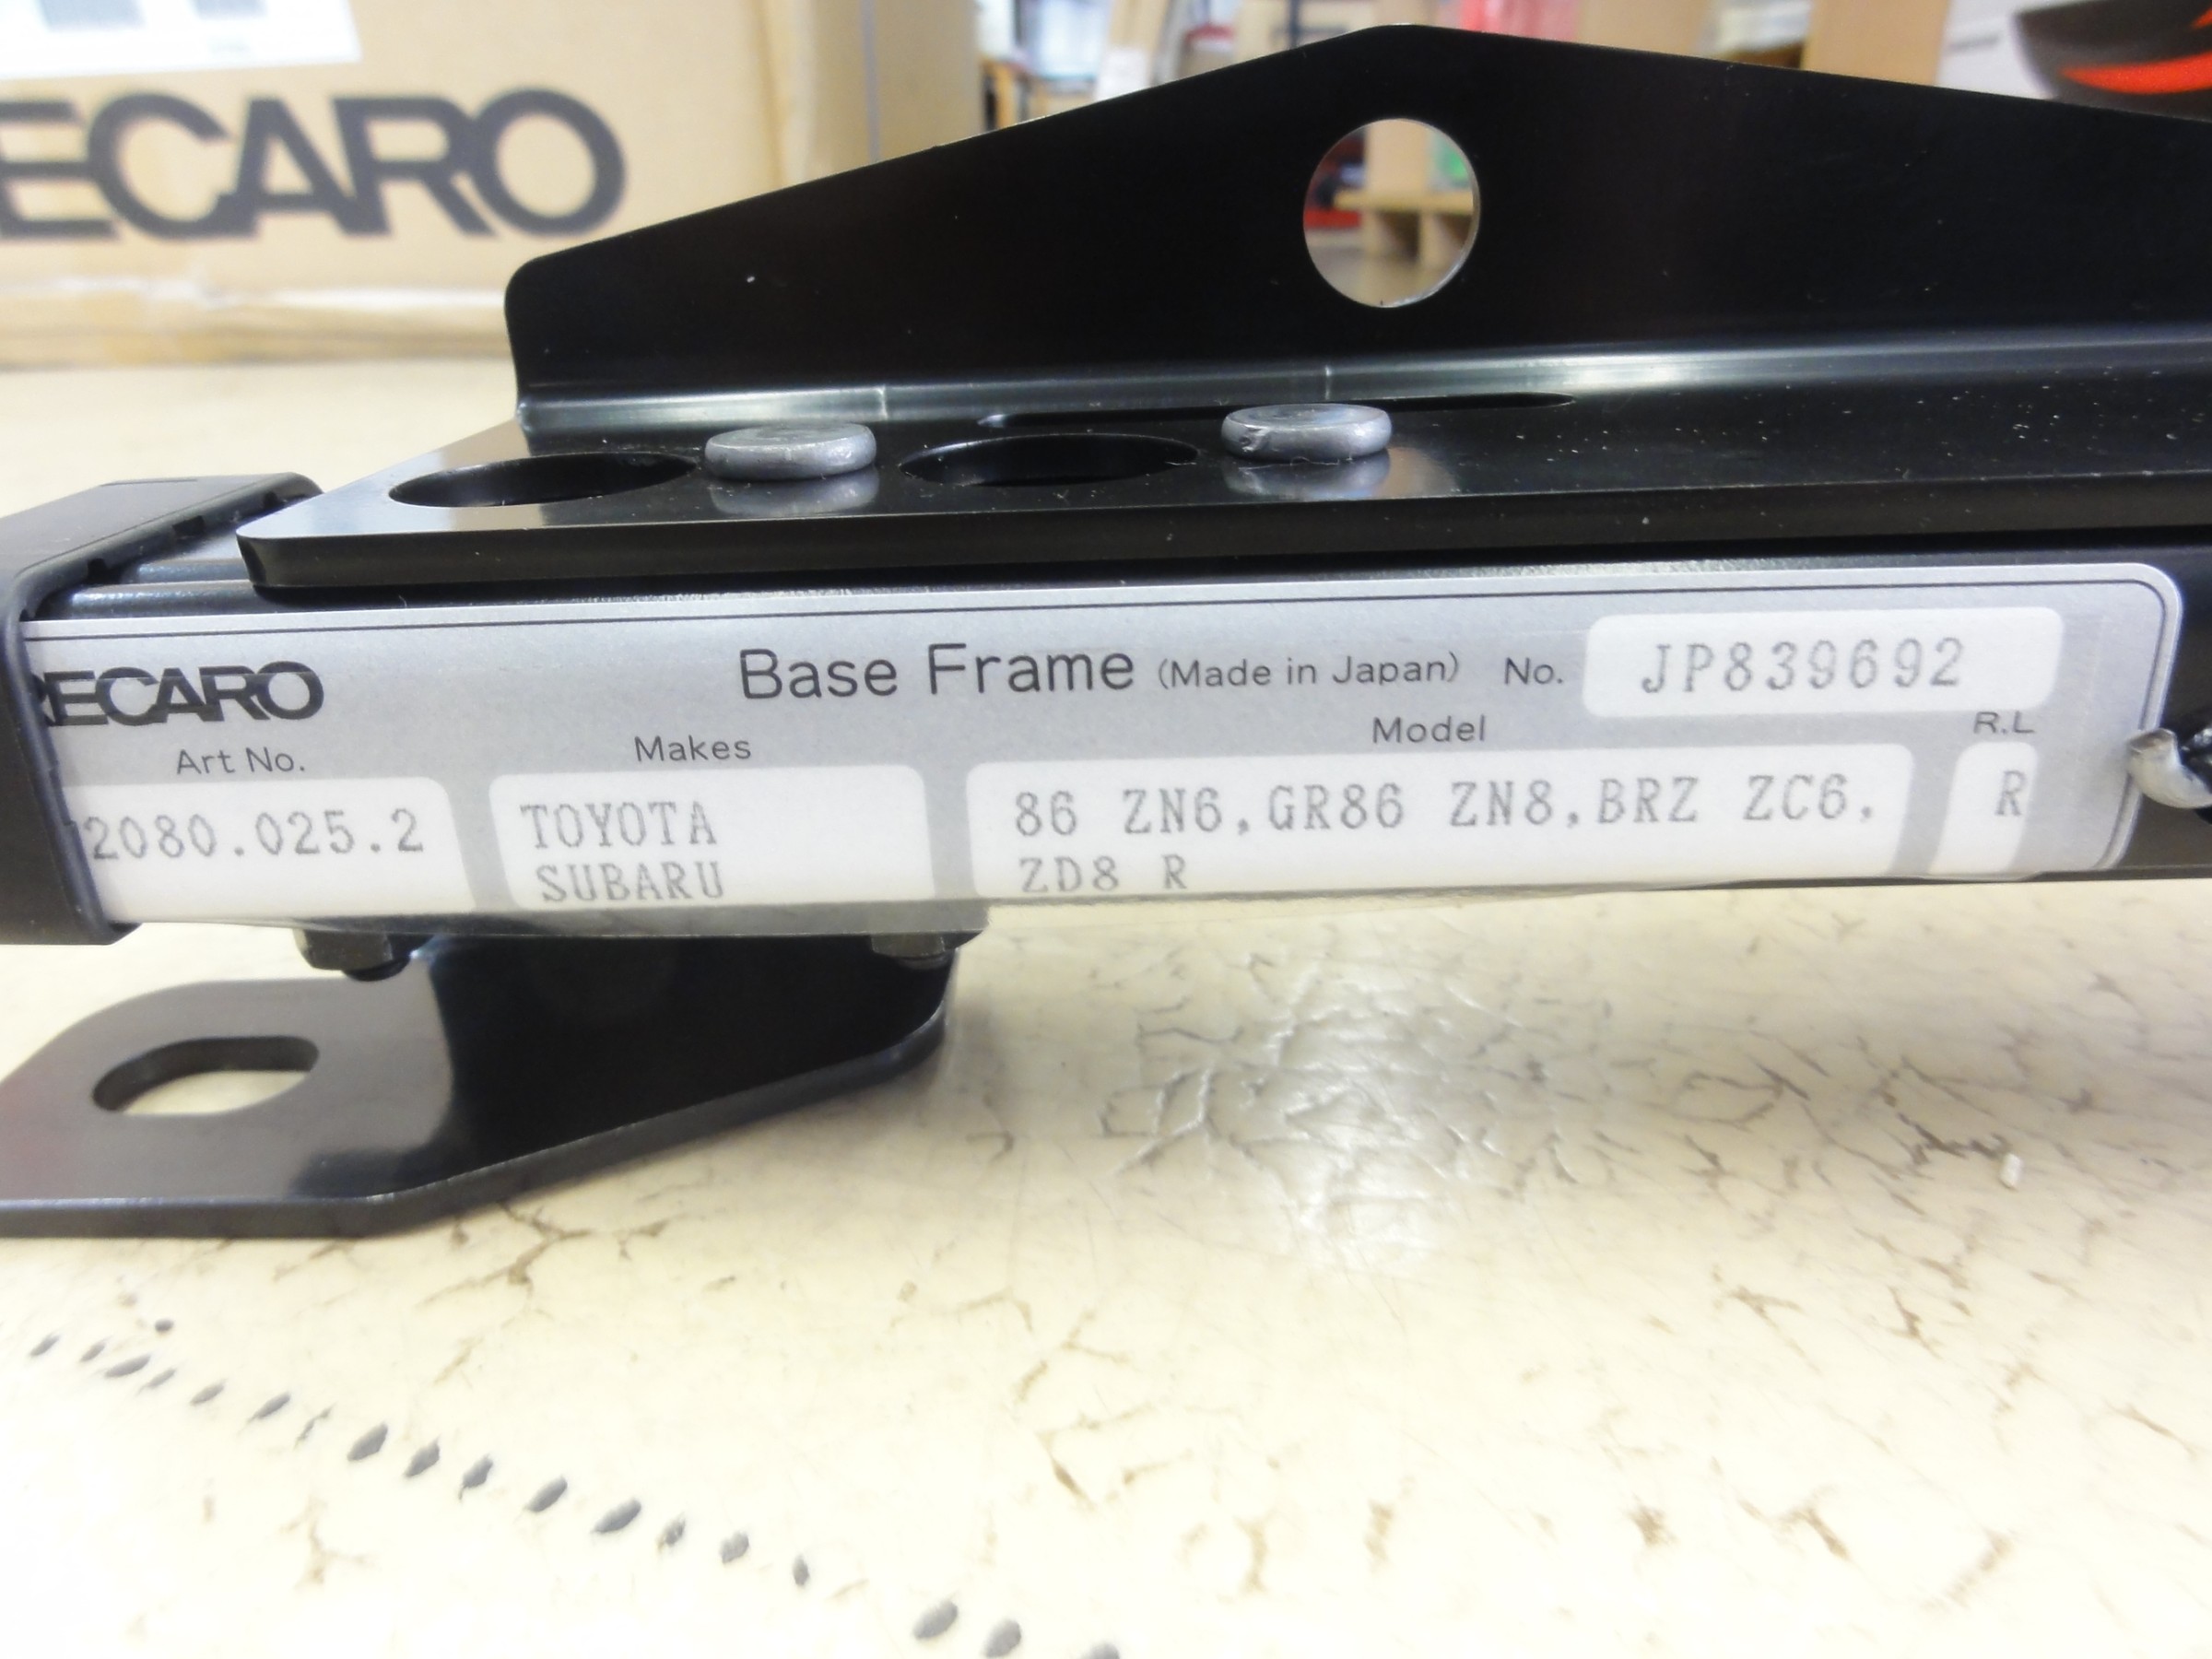 ECARO
RECARO
Base Frame (Made in Japan) No. JP839692
Art No. Makes Model R.L
2080.025.2 TOYOTA 86 ZN6,GR86 ZN8,BRZ ZC6, R
SUBARU ZD8 R